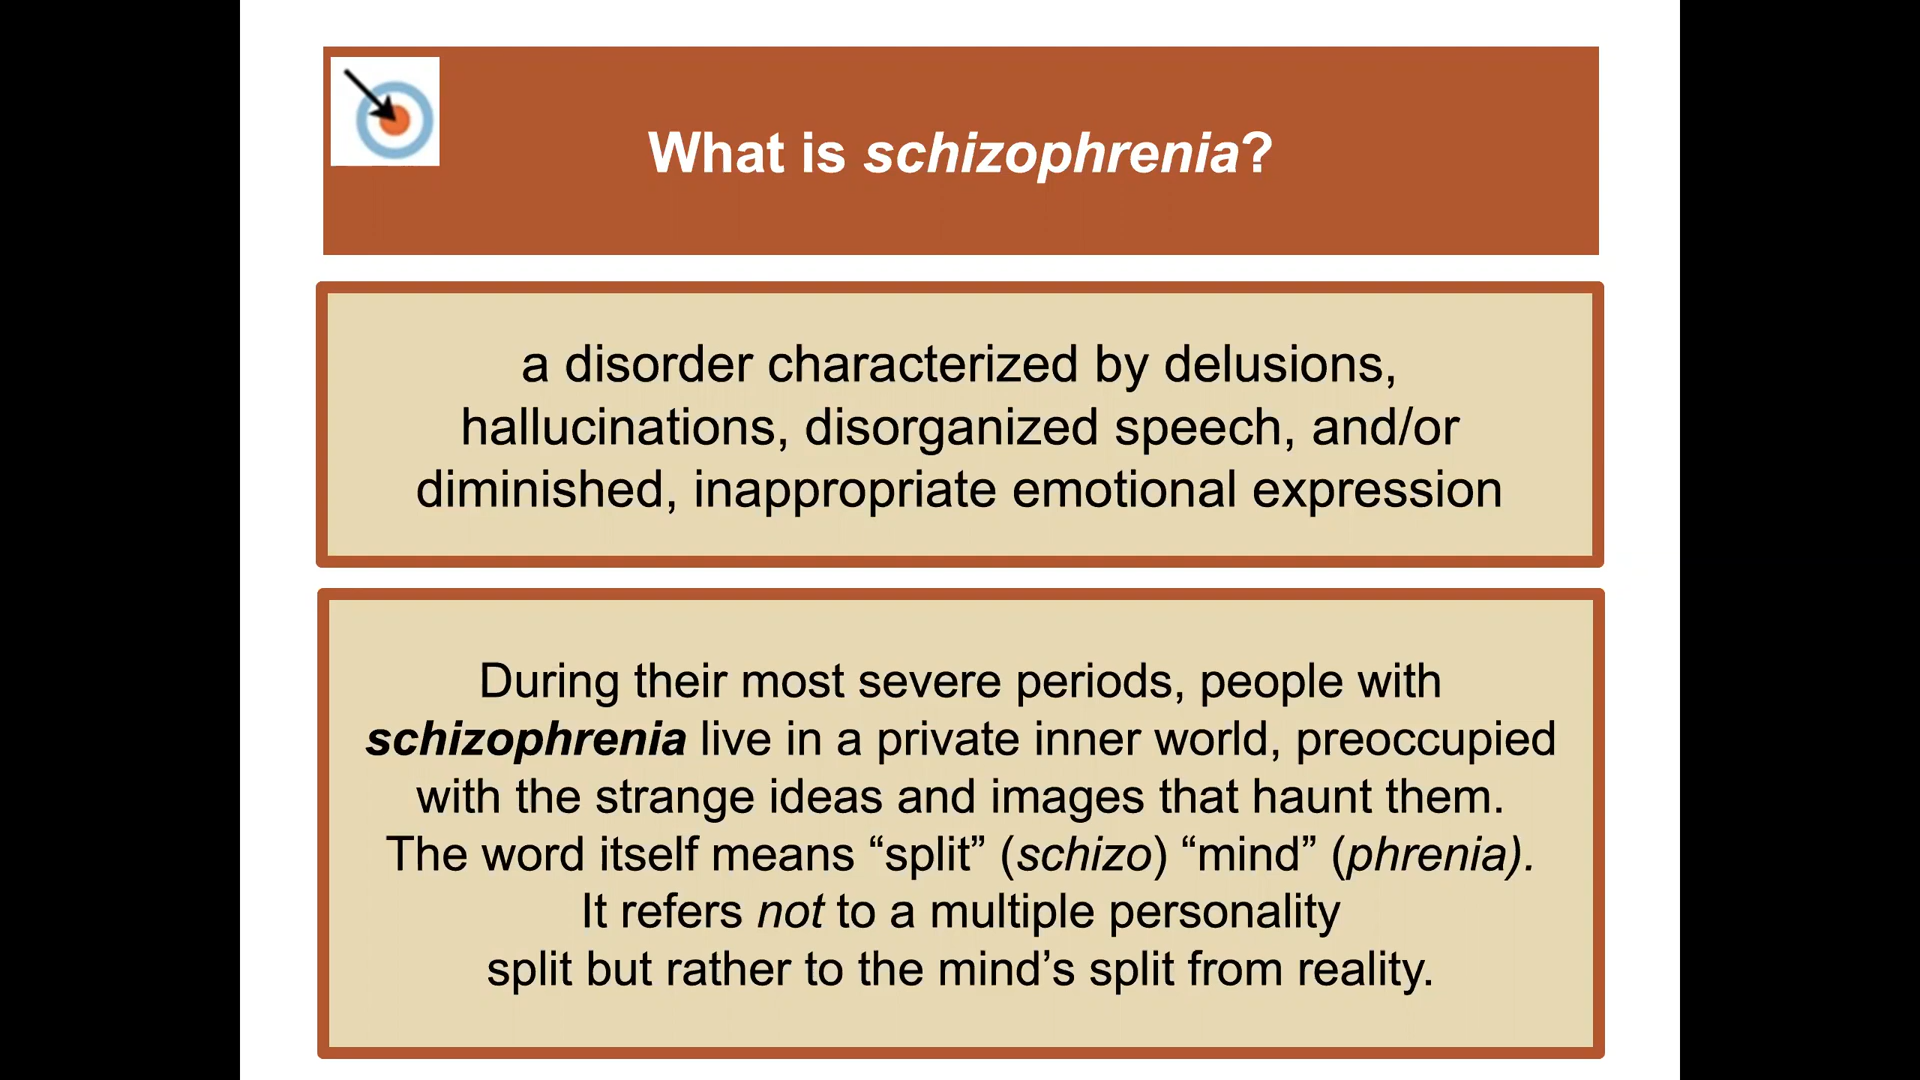 What is schizophrenia?
a disorder characterized by delusions,
hallucinations, disorganized speech, and/or
diminished, inappropriate emotional expression
During their most severe periods, people with
schizophrenia live in a private inner world, preoccupied
with the strange ideas and images that haunt them.
The word itself means “split” (schizo) “mind” (phrenia).
It refers not to a multiple personality
split but rather to the mind’s split from reality.